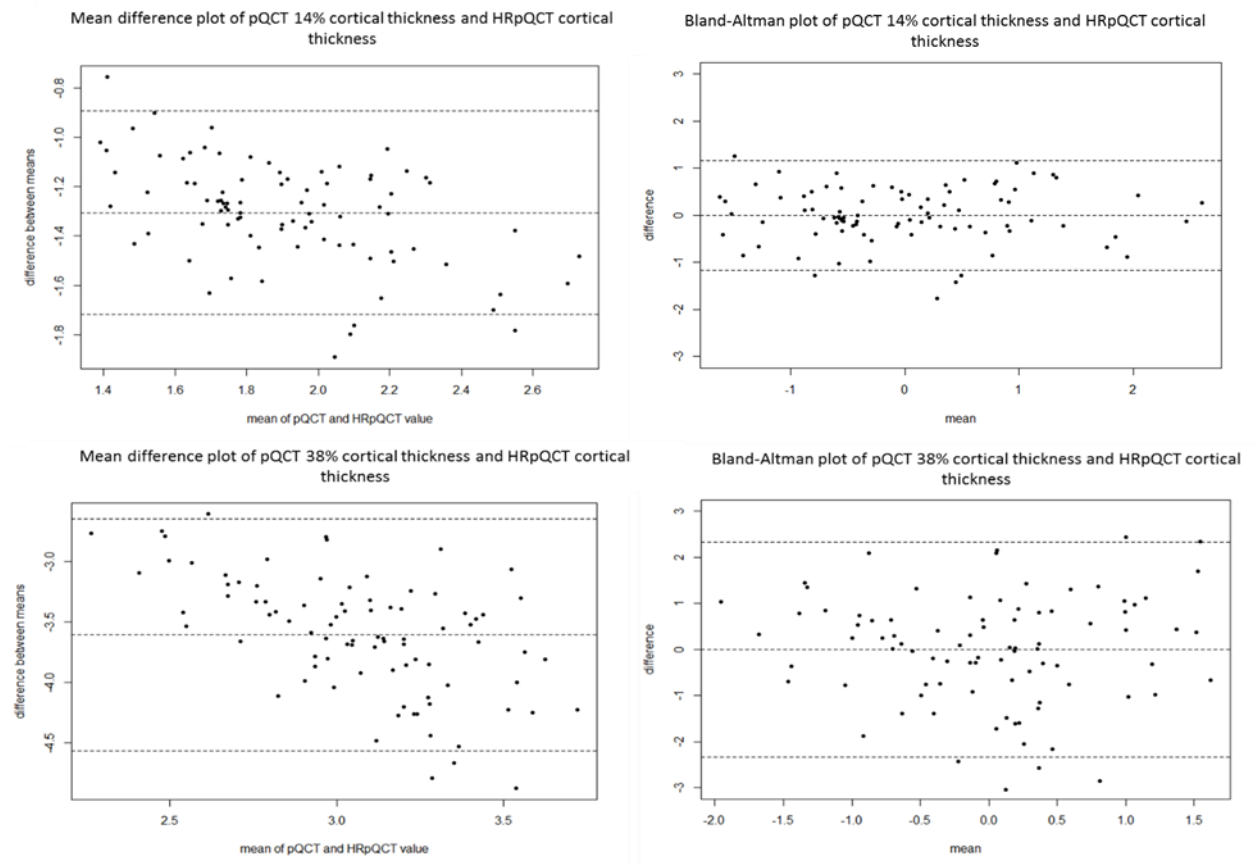 Mean difference plot of pQCT 14% cortical thickness and HRpQCT cortical
thickness
-0.8
-1.0
-1.2
-1.4
-1.6
-1.8
difference between means
1.4 1.6 1.8 2.0 2.2 2.4 2.6
mean of pQCT and HRpQCT value
Bland-Altman plot of pQCT 14% cortical thickness and HRpQCT cortical
thickness
3
2
1
0
-1
-2
-3
difference
-1 0 1 2
mean
Mean difference plot of pQCT 38% cortical thickness and HRpQCT cortical
thickness
-3.0
-3.5
-4.0
-4.5
difference between means
2.5 3.0 3.5
mean of pQCT and HRpQCT value
Bland-Altman plot of pQCT 38% cortical thickness and HRpQCT cortical
thickness
3
2
1
0
-1
-2
-3
difference
-2.0 -1.5 -1.0 -0.5 0.0 0.5 1.0 1.5
mean